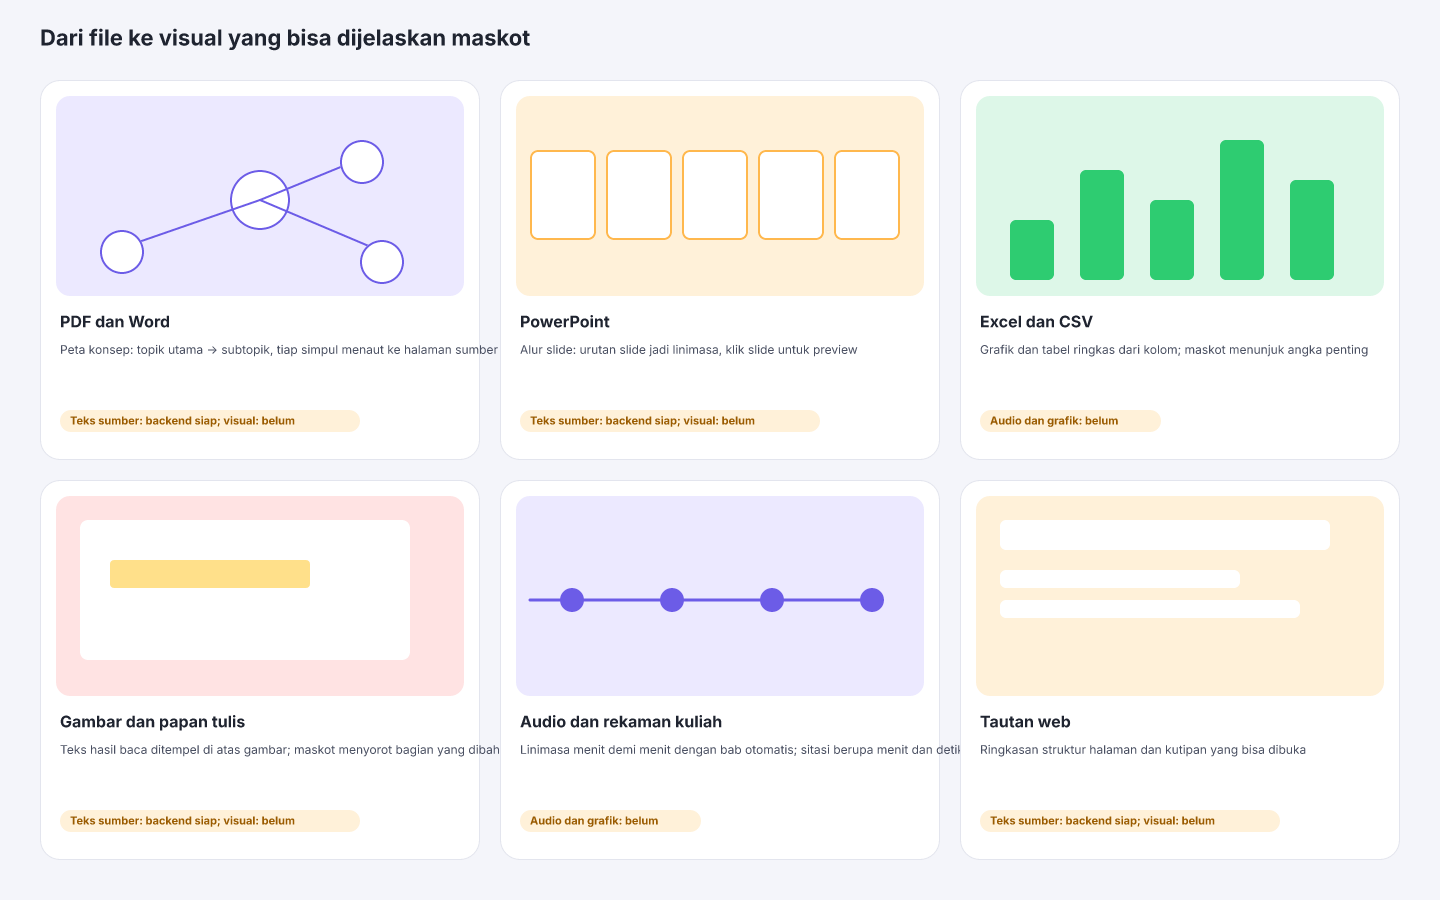 Dari file ke visual yang bisa dijelaskan maskot
PDF dan Word
Peta konsep: topik utama → subtopik, tiap simpul menaut ke halaman sumber
Teks sumber: backend siap; visual: belum
PowerPoint
Alur slide: urutan slide jadi linimasa, klik slide untuk preview
Teks sumber: backend siap; visual: belum
Excel dan CSV
Grafik dan tabel ringkas dari kolom; maskot menunjuk angka penting
Audio dan grafik: belum
Gambar dan papan tulis
Teks hasil baca ditempel di atas gambar; maskot menyorot bagian yang
Teks sumber: backend siap; visual: belum
Audio dan rekaman kuliah
Linimasa menit demi menit dengan bab otomatis; sitasi berupa menit dan
Audio dan grafik: belum
Tautan web
Ringkasan struktur halaman dan kutipan yang bisa dibuka
Teks sumber: backend siap; visual: belum